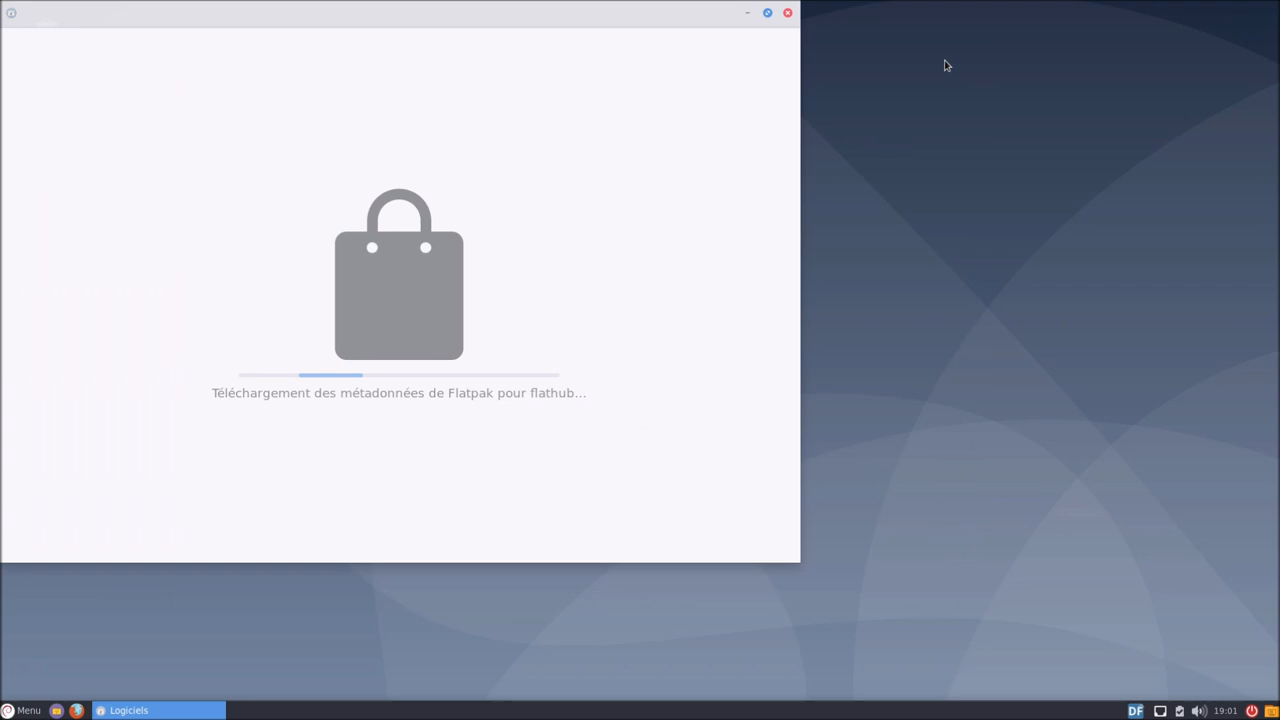 Téléchargement des métadonnées de Flatpak pour flathub…
Menu
Logiciels
DF
19:01